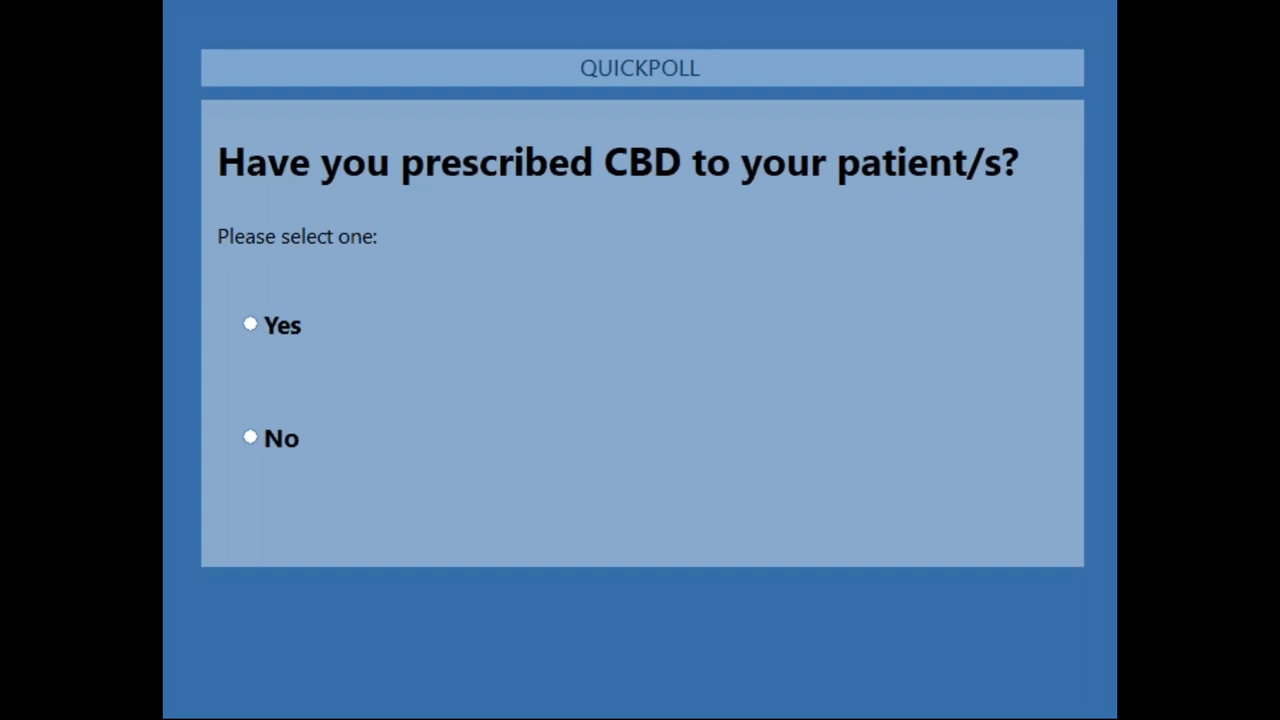 QUICKPOLL
Have you prescribed CBD to your patient/s?
Please select one:
Yes
No